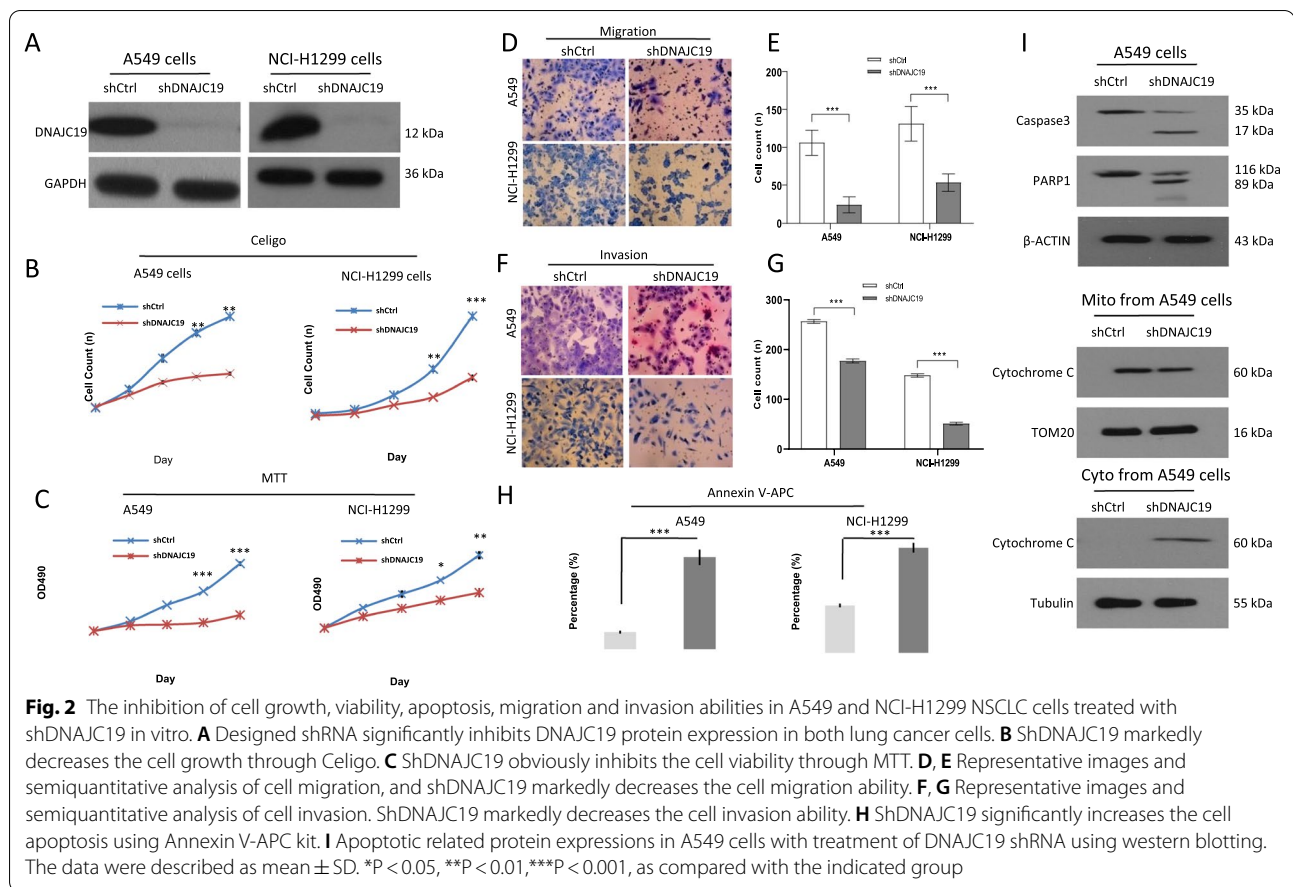 A
A549 cells
NCI-H1299 cells
shCtrl
shDNAJC19
shCtrl
shDNAJC19
DNAJC19
12 kDa
GAPDH
36 kDa
Celigo
B
A549 cells
NCI-H1299 cells
shCtrl
shDNAJC19
**
**
Cell Count (n)
Day
shCtrl
shDNAJC19
**
***
Cell Count (n)
Day
MTT
C
A549
NCI-H1299
shCtrl
shDNAJC19
***
***
OD490
Day
shCtrl
shDNAJC19
*
**
OD490
Day
D
Migration
shCtrl
shDNAJC19
A549
NCI-H1299
E
shCtrl
shDNAJC19
***
***
Cell count (n)
200
150
100
50
0
A549
NCI-H1299
F
Invasion
shCtrl
shDNAJC19
A549
NCI-H1299
G
shCtrl
shDNAJC19
***
***
Cell count (n)
300
200
100
0
A549
NCI-H1299
H
Annexin V-APC
A549
NCI-H1299
***
***
Percentage (%)
Percentage (%)
I
A549 cells
shCtrl
shDNAJC19
Caspase3
35 kDa
17 kDa
PARP1
116 kDa
89 kDa
β-ACTIN
43 kDa
Mito from A549 cells
shCtrl
shDNAJC19
Cytochrome C
60 kDa
TOM20
16 kDa
Cyto from A549 cells
shCtrl
shDNAJC19
Cytochrome C
60 kDa
Tubulin
55 kDa
Fig. 2 The inhibition of cell growth, viability, apoptosis, migration and invasion abilities in A549 and NCI-H1299 NSCLC cells treated with
shDNAJC19 in vitro. A Designed shRNA significantly inhibits DNAJC19 protein expression in both lung cancer cells. B ShDNAJC19 markedly
decreases the cell growth through Celigo. C ShDNAJC19 obviously inhibits the cell viability through MTT. D, E Representative images and
semiquantitative analysis of cell migration, and shDNAJC19 markedly decreases the cell migration ability. F, G Representative images and
semiquantitative analysis of cell invasion. ShDNAJC19 markedly decreases the cell invasion ability. H ShDNAJC19 significantly increases the cell
apoptosis using Annexin V-APC kit. I Apoptotic related protein expressions in A549 cells with treatment of DNAJC19 shRNA using western blotting.
The data were described as mean ± SD. *P < 0.05, **P < 0.01,***P < 0.001, as compared with the indicated group